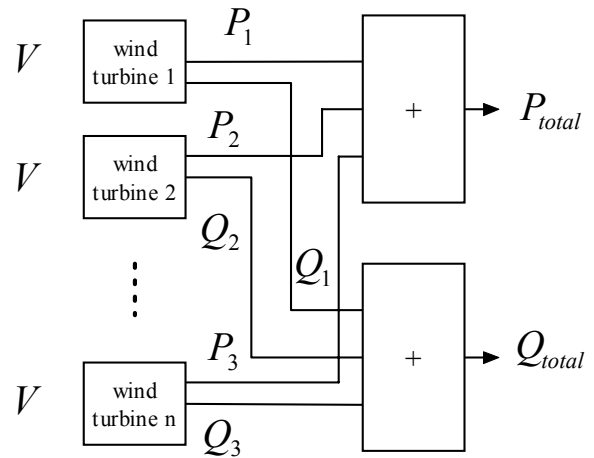 V
wind
turbine 1
P1
+
Ptotal
V
wind
turbine 2
P2
Q2
Q1
V
wind
turbine n
P3
Q3
+
Qtotal